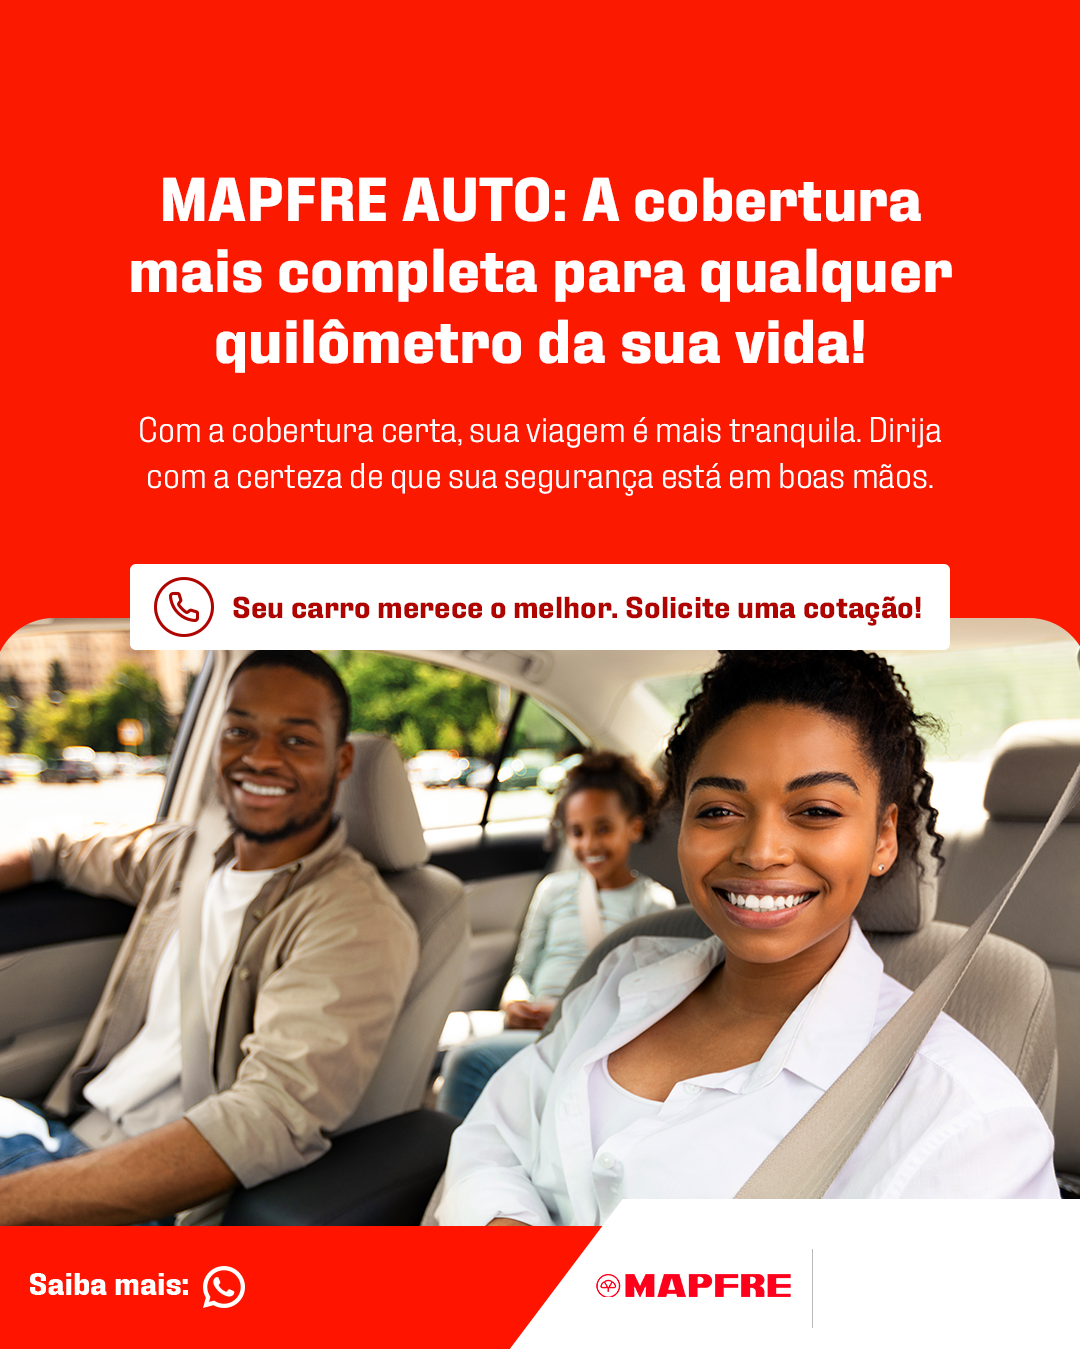 MAPFRE AUTO: A cobertura
mais completa para qualquer
quilômetro da sua vida!
Com a cobertura certa, sua viagem é mais tranquila. Dirija
com a certeza de que sua segurança está em boas mãos.
Seu carro merece o melhor. Solicite uma cotação!
Saiba mais:
MAPFRE